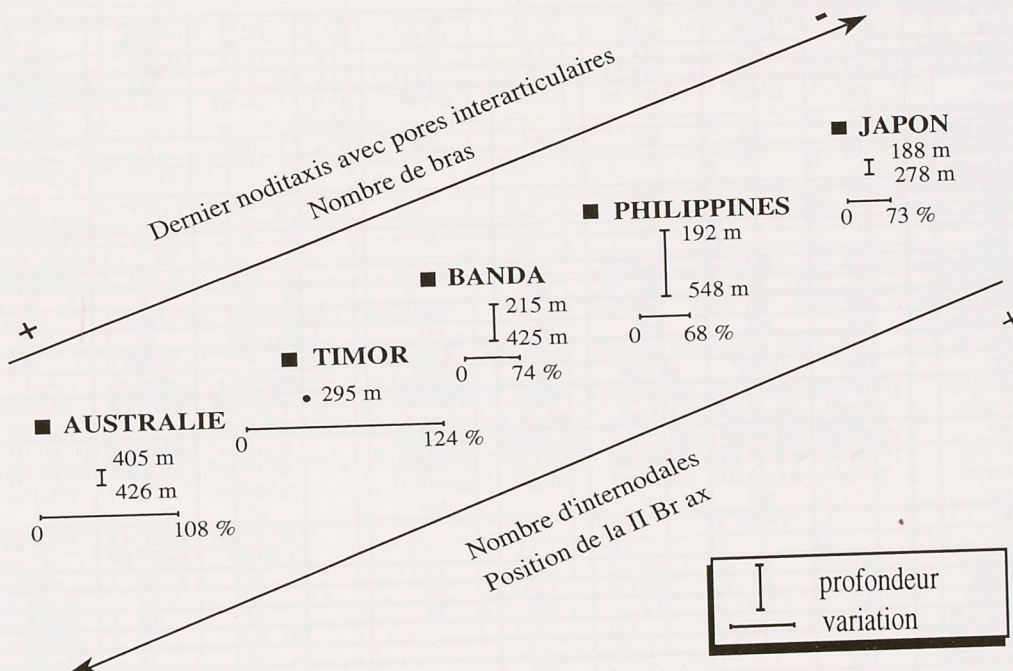 -
Dernier noditaxis avec pores interarticulaires
Nombre de bras
+
JAPON
188 m
278 m
0 73 %
PHILIPPINES
192 m
548 m
0 68 %
BANDA
215 m
425 m
0 74 %
TIMOR
295 m
0 124 %
AUSTRALIE
405 m
426 m
0 108 %
+
Nombre d'internodales
Position de la II Br ax
profondeur
variation